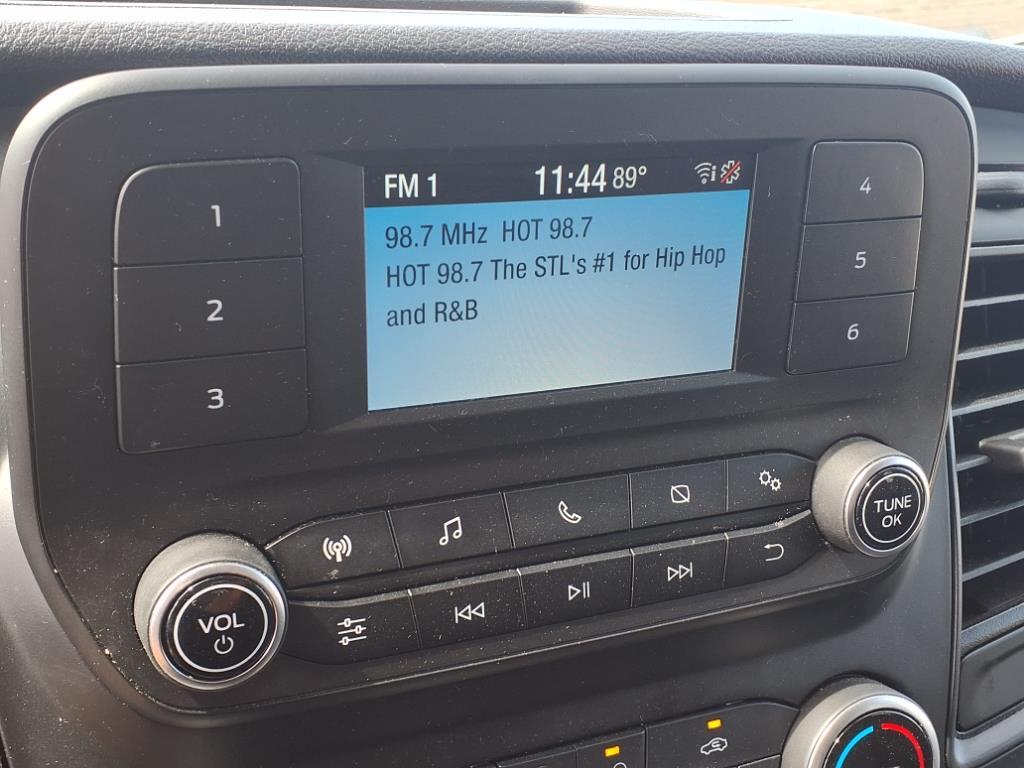 FM 1 11:44 89°
98.7 MHz HOT 98.7
HOT 98.7 The STL's #1 for Hip Hop
and R&B
1
2
3
4
5
6
VOL
TUNE
OK